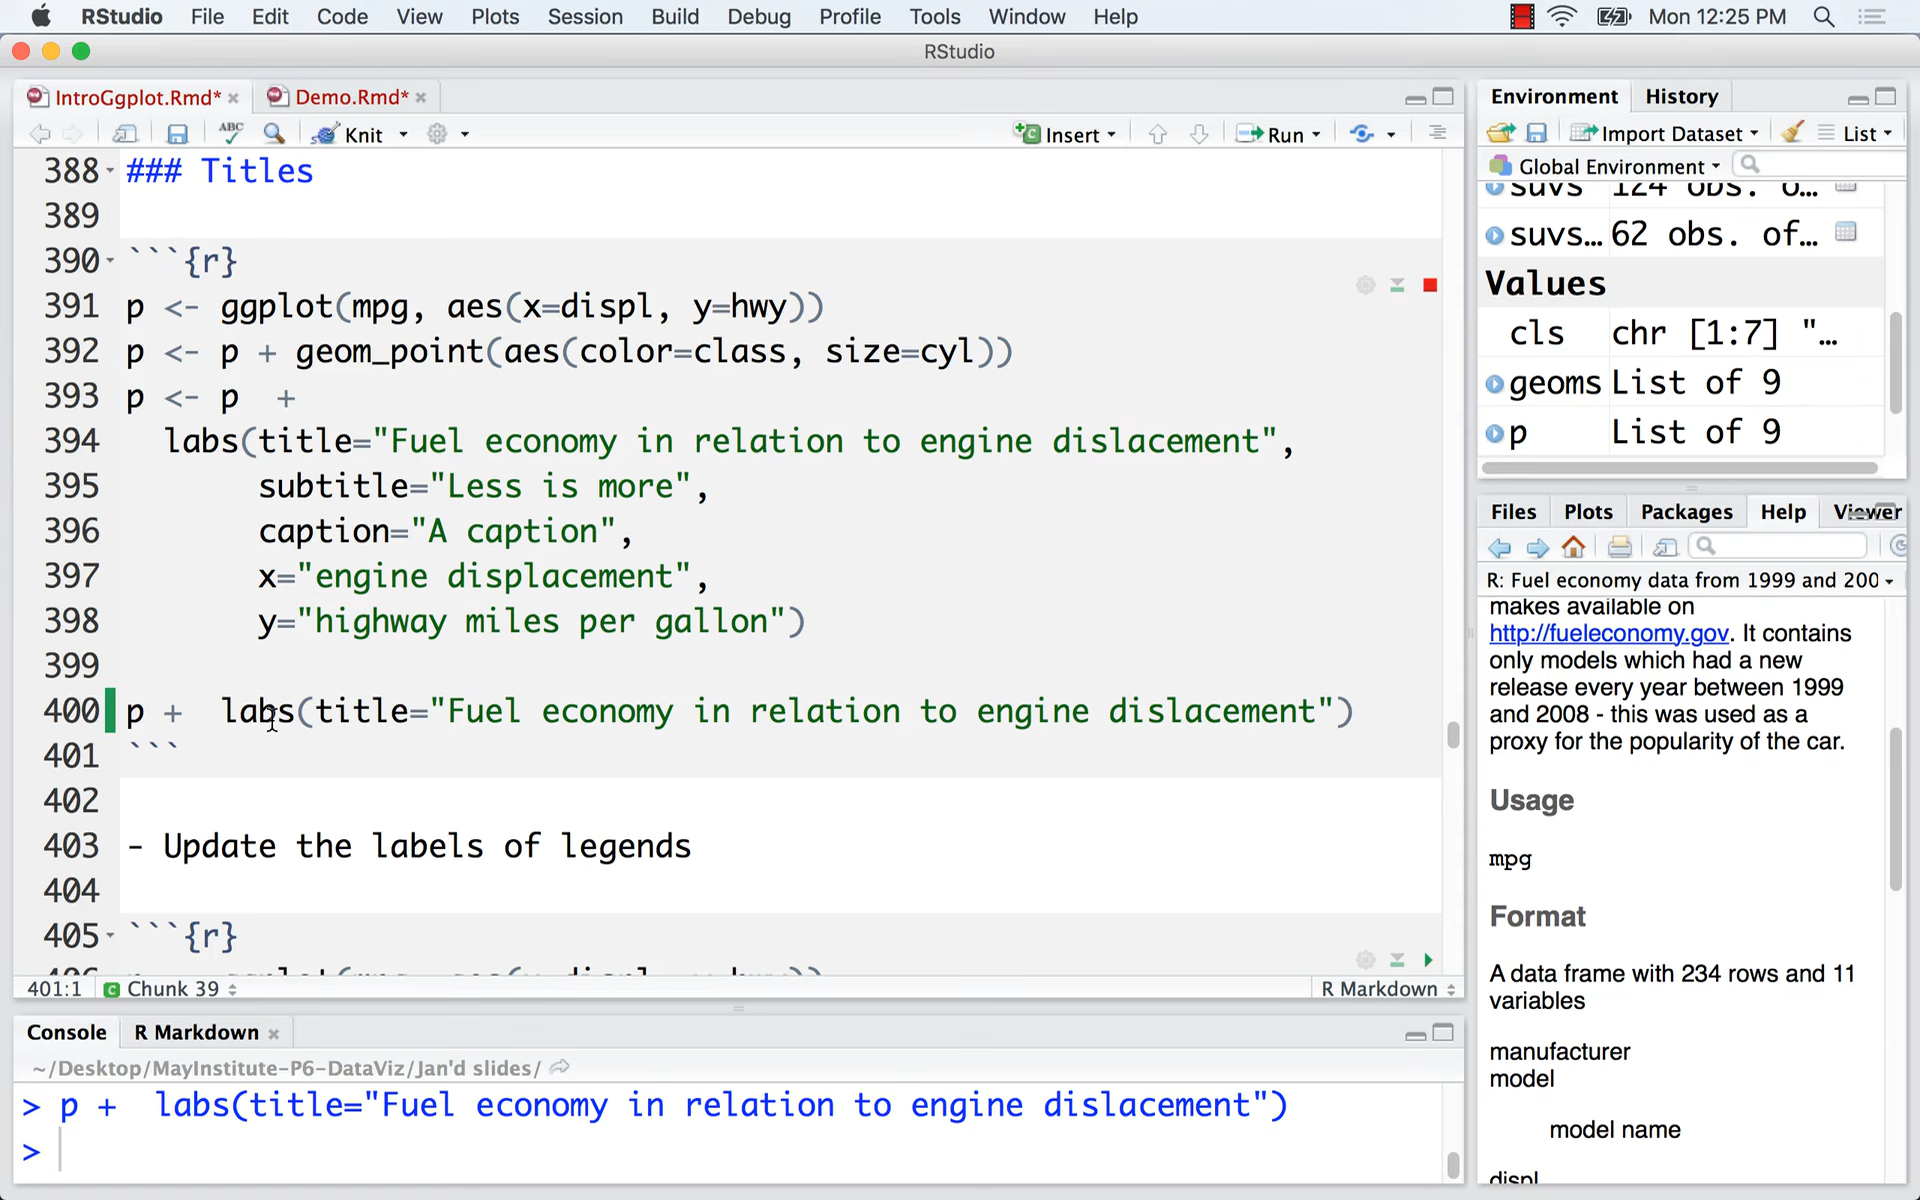 RStudio File Edit Code View Plots Session Build Debug Profile Tools Window Help Mon 12:25 PM
RStudio
IntroGgplot.Rmd* Demo.Rmd*
ABC Knit Insert Run
388 ### Titles
389
390 ```{r}
391 p <- ggplot(mpg, aes(x=displ, y=hwy))
392 p <- p + geom_point(aes(color=class, size=cyl))
393 p <- p  +
394   labs(title="Fuel economy in relation to engine dislacement",
395        subtitle="Less is more",
396        caption="A caption",
397        x="engine displacement",
398        y="highway miles per gallon")
399
400 p +  labs(title="Fuel economy in relation to engine dislacement")
401 ```
402
403 - Update the labels of legends
404
405 ```{r}
401:1 Chunk 39 R Markdown
Console R Markdown
~/Desktop/MayInstitute-P6-DataViz/Jan'd slides/
> p +  labs(title="Fuel economy in relation to engine dislacement")
>
Environment History
Import Dataset List
Global Environment
suvs 124 obs. o…
suvs… 62 obs. of…
Values
cls chr [1:7] "…
geoms List of 9
p List of 9
Files Plots Packages Help Viewer
R: Fuel economy data from 1999 and 200
makes available on
http://fueleconomy.gov. It contains
only models which had a new
release every year between 1999
and 2008 - this was used as a
proxy for the popularity of the car.
Usage
mpg
Format
A data frame with 234 rows and 11
variables
manufacturer
model
model name
displ